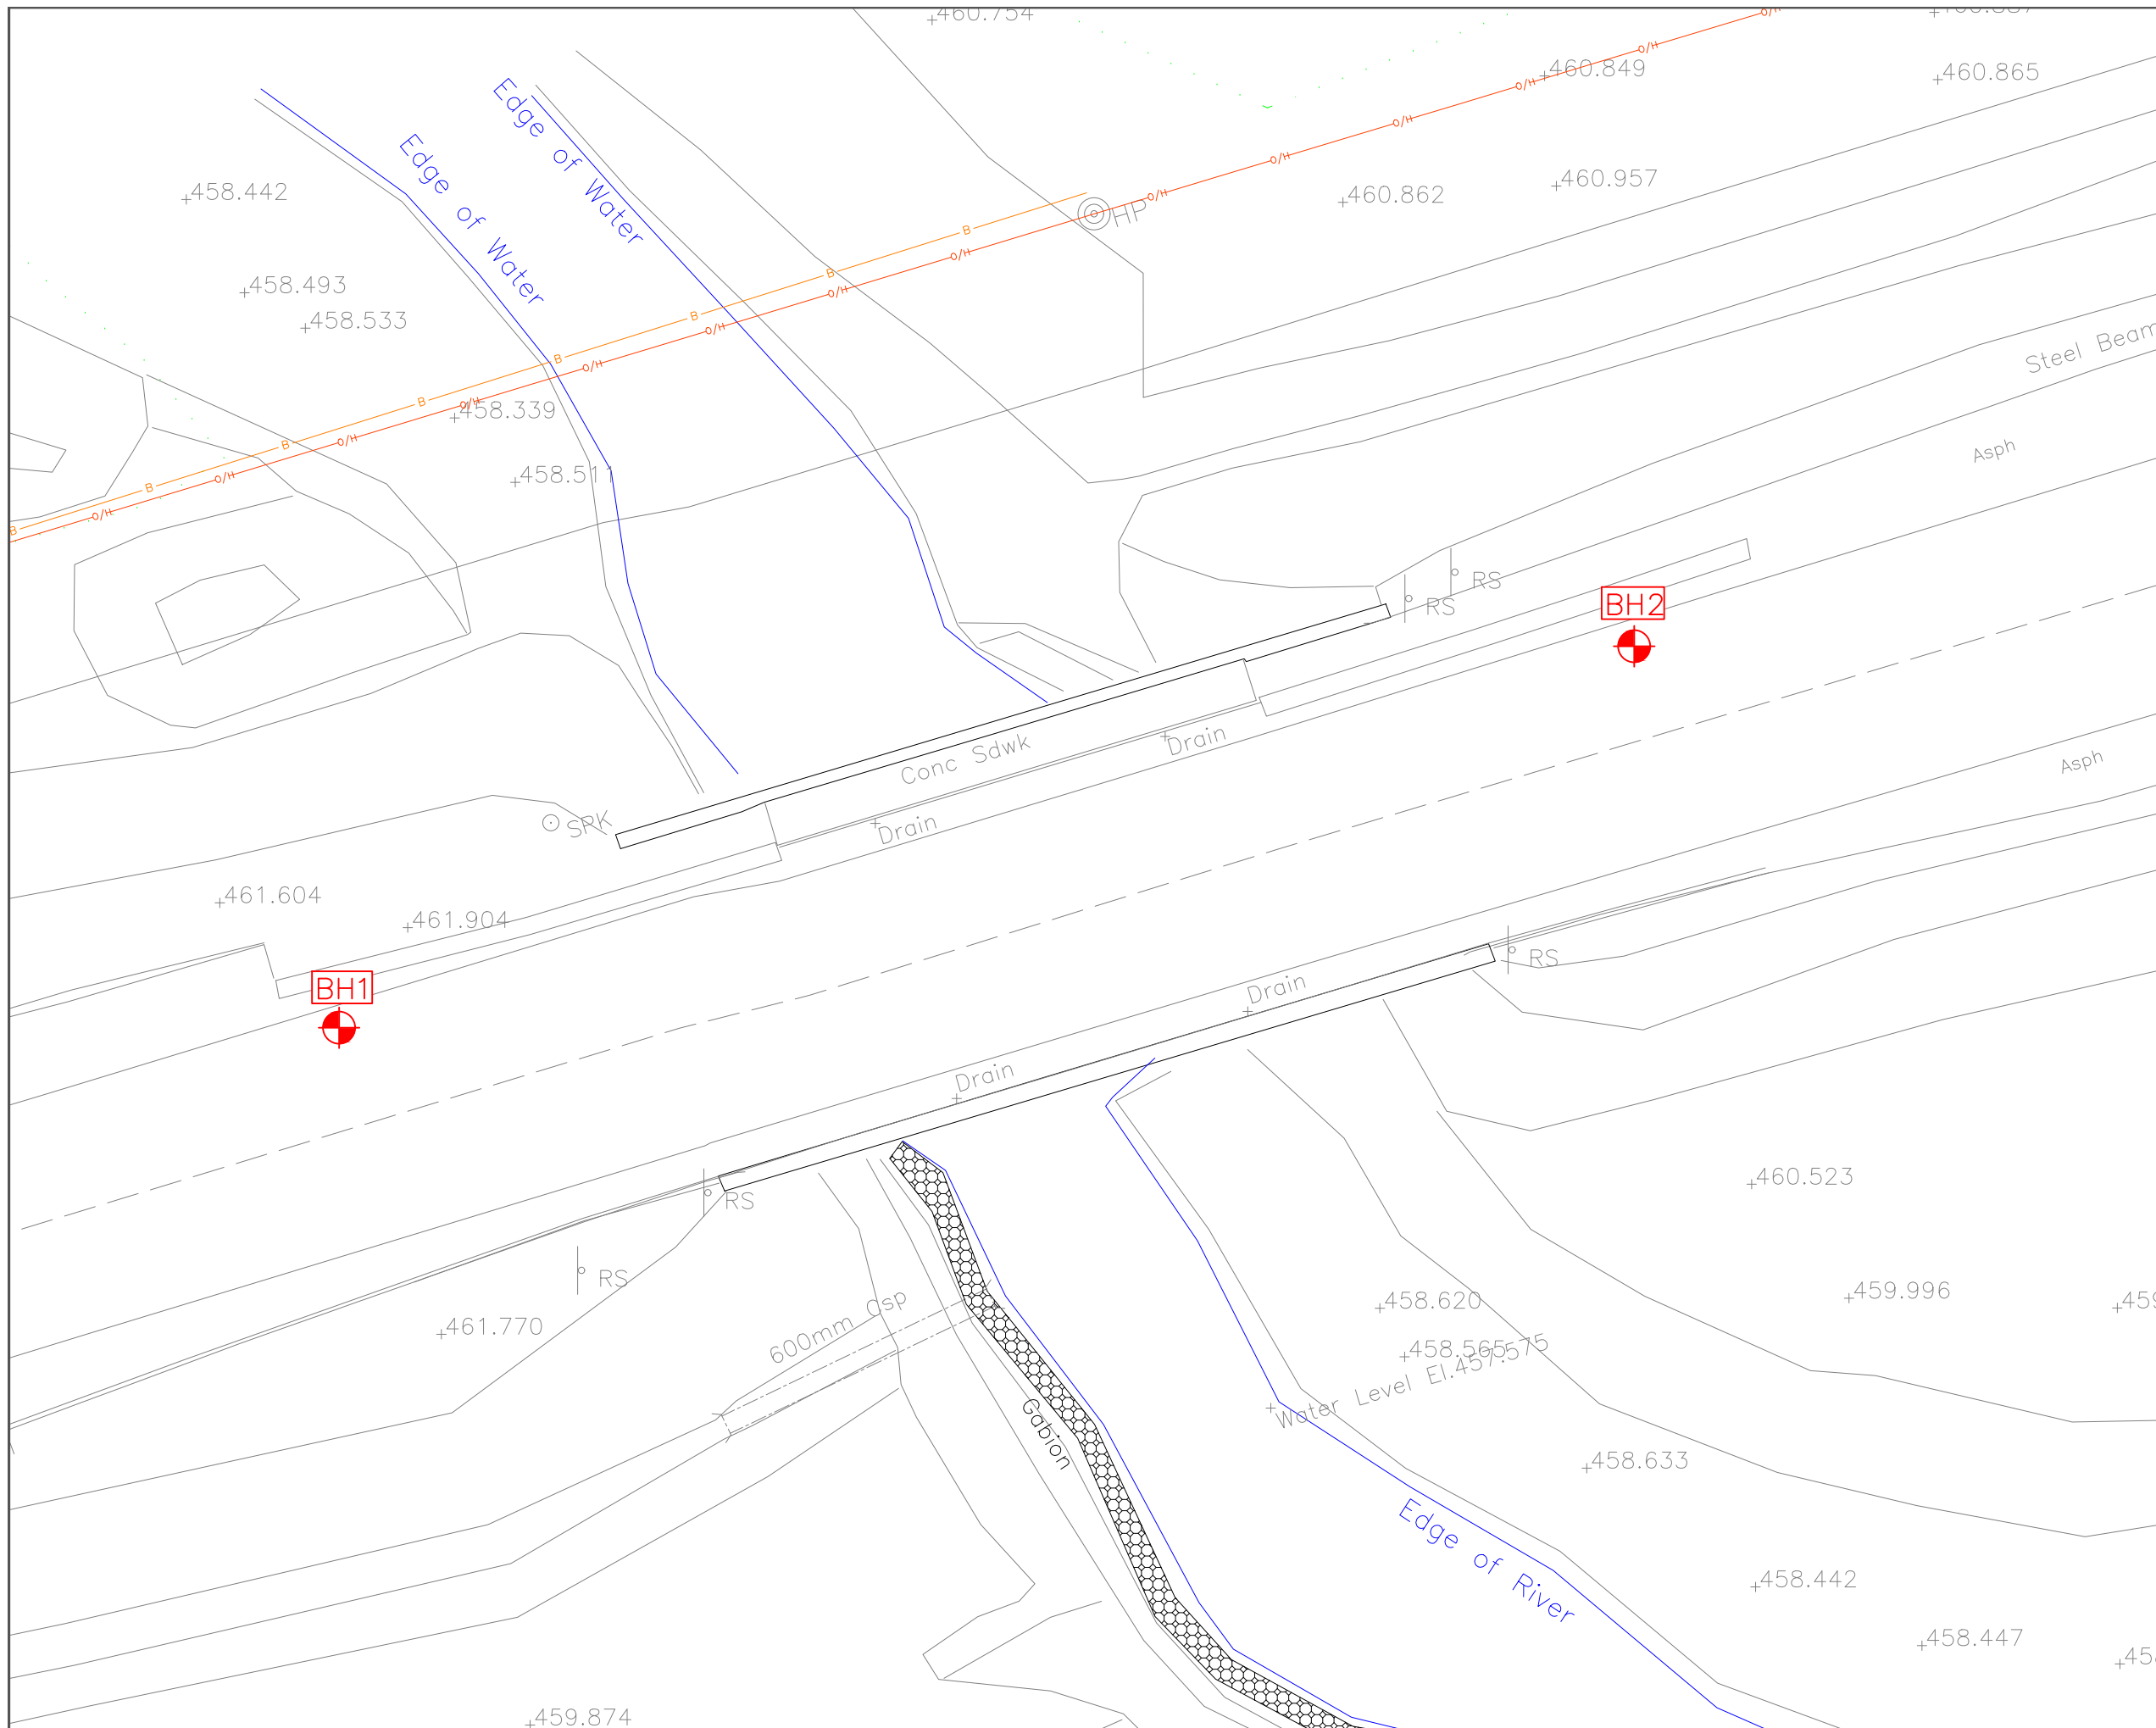 460.754
460.849
460.865
Edge of Water
Edge of Water
458.442
460.957
460.862
HP
458.493
458.533
Steel Beam
458.339
458.511
Asph
RS
RS
BH2
Drain
Conc Sdwk
Asph
SPK
Drain
461.604
461.904
RS
BH1
Drain
Drain
460.523
RS
RS
459.996
600mm Csp
458.620
461.770
458.565
Water Level El.457.575
Gabion
458.633
Edge of River
458.442
458.447
459.874
O/H
O/H
O/H
O/H
O/H
O/H
O/H
O/H
O/H
O/H
O/H
O/H
O/H
O/H
B
B
B
B
B
B
B
B